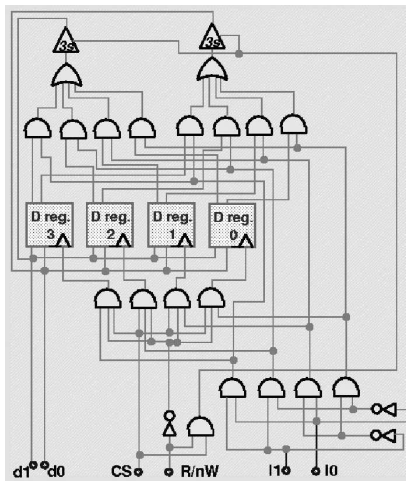 3s 3s
D reg. D reg. D reg. D reg.
3 2 1 0
d1 d0 CS R/nW I1 I0